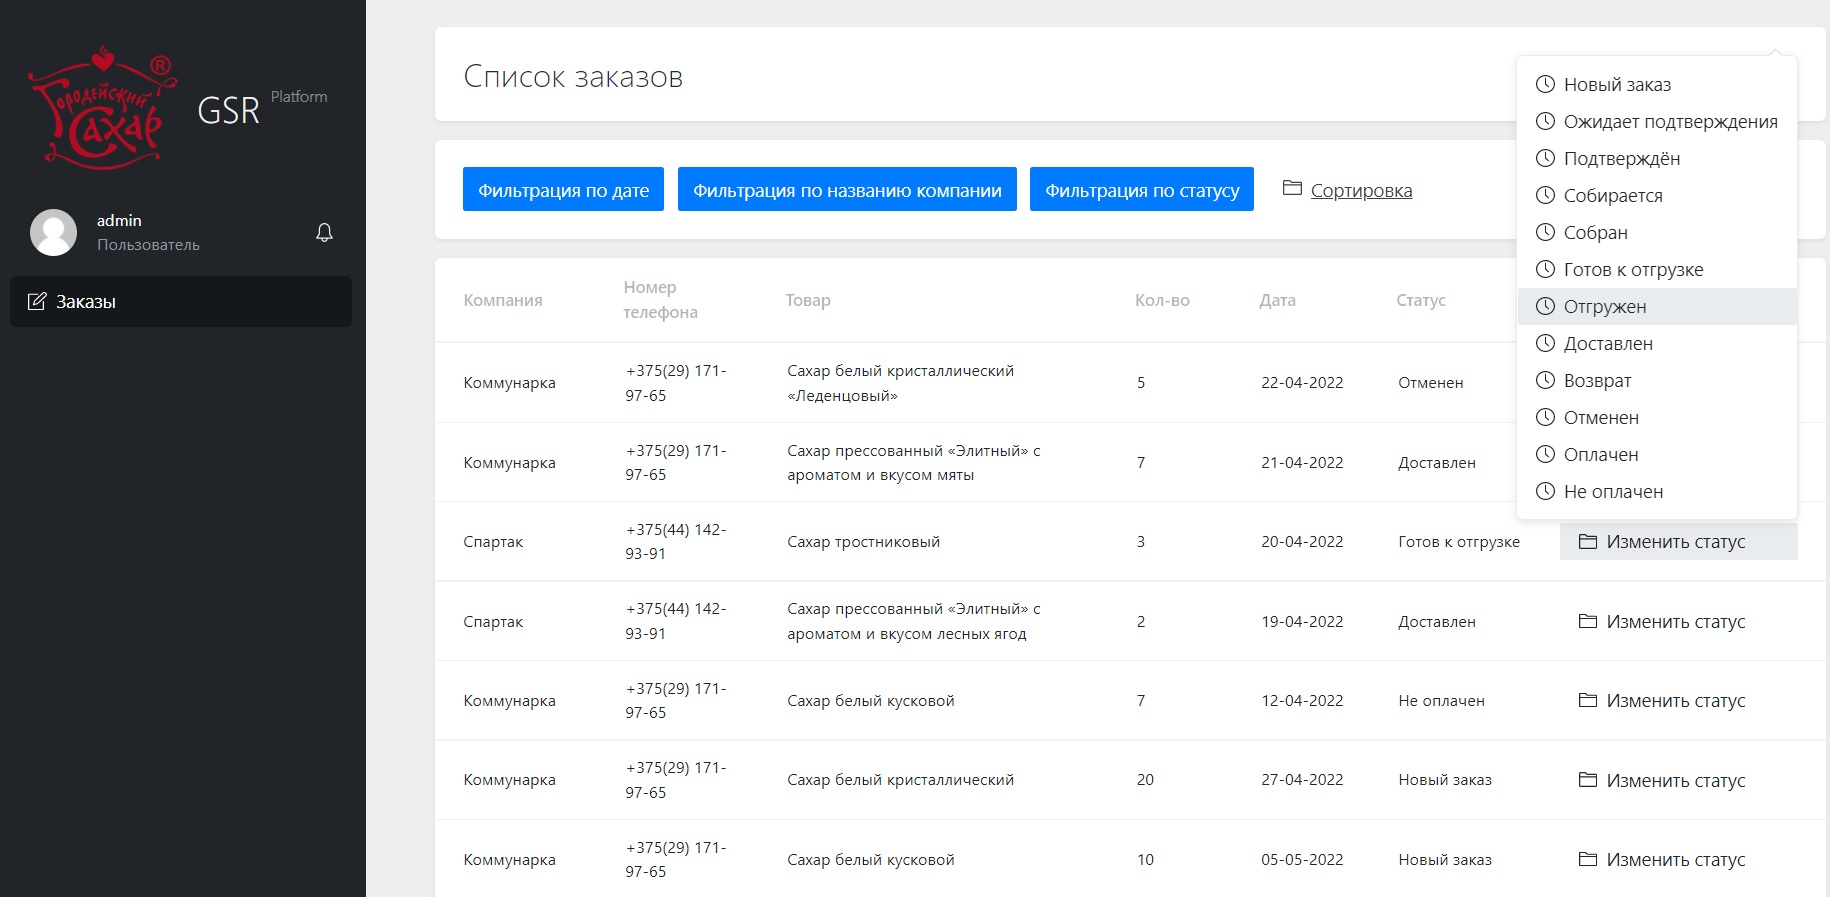 Городейский
Сахар
®
GSR Platform
admin
Пользователь
Заказы
Список заказов
Фильтрация по дате
Фильтрация по названию компании
Фильтрация по статусу
Сортировка
Новый заказ
Ожидает подтверждения
Подтверждён
Собирается
Собран
Готов к отгрузке
Отгружен
Доставлен
Возврат
Отменен
Оплачен
Не оплачен
Компания
Номер
телефона
Товар
Кол-во
Дата
Статус
Коммунарка
+375(29) 171-
97-65
Сахар белый кристаллический
«Леденцовый»
5
22-04-2022
Отменен
Коммунарка
+375(29) 171-
97-65
Сахар прессованный «Элитный» с
ароматом и вкусом мяты
7
21-04-2022
Доставлен
Спартак
+375(44) 142-
93-91
Сахар тростниковый
3
20-04-2022
Готов к отгрузке
Изменить статус
Спартак
+375(44) 142-
93-91
Сахар прессованный «Элитный» с
ароматом и вкусом лесных ягод
2
19-04-2022
Доставлен
Изменить статус
Коммунарка
+375(29) 171-
97-65
Сахар белый кусковой
7
12-04-2022
Не оплачен
Изменить статус
Коммунарка
+375(29) 171-
97-65
Сахар белый кристаллический
20
27-04-2022
Новый заказ
Изменить статус
Коммунарка
+375(29) 171-
97-65
Сахар белый кусковой
10
05-05-2022
Новый заказ
Изменить статус